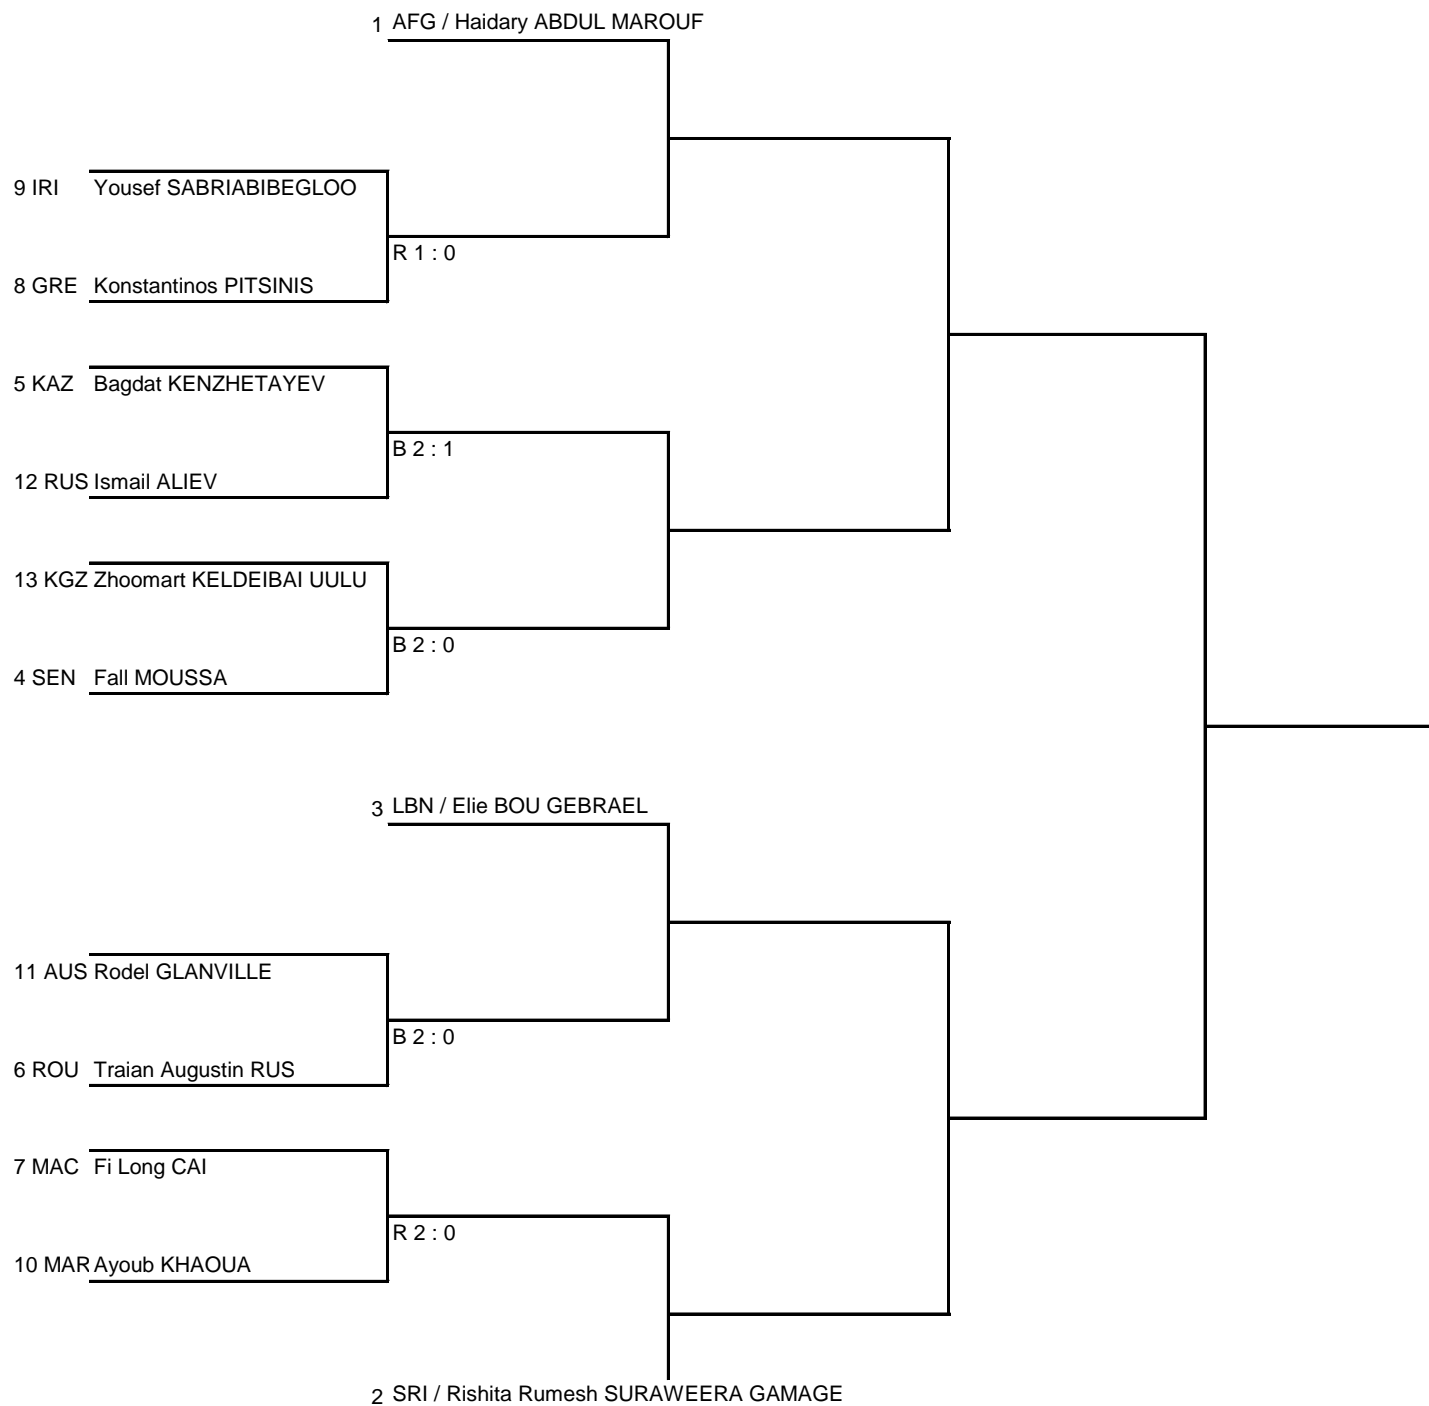 1 AFG / Haidary ABDUL MAROUF
9 IRI Yousef SABRIABIBEGLOO
R 1 : 0
8 GRE Konstantinos PITSINIS
5 KAZ Bagdat KENZHETAYEV
B 2 : 1
12 RUS Ismail ALIEV
13 KGZ Zhoomart KELDEIBAI UULU
B 2 : 0
4 SEN Fall MOUSSA
3 LBN / Elie BOU GEBRAEL
11 AUS Rodel GLANVILLE
B 2 : 0
6 ROU Traian Augustin RUS
7 MAC Fi Long CAI
R 2 : 0
10 MAR Ayoub KHAOUA
2 SRI / Rishita Rumesh SURAWEERA GAMAGE